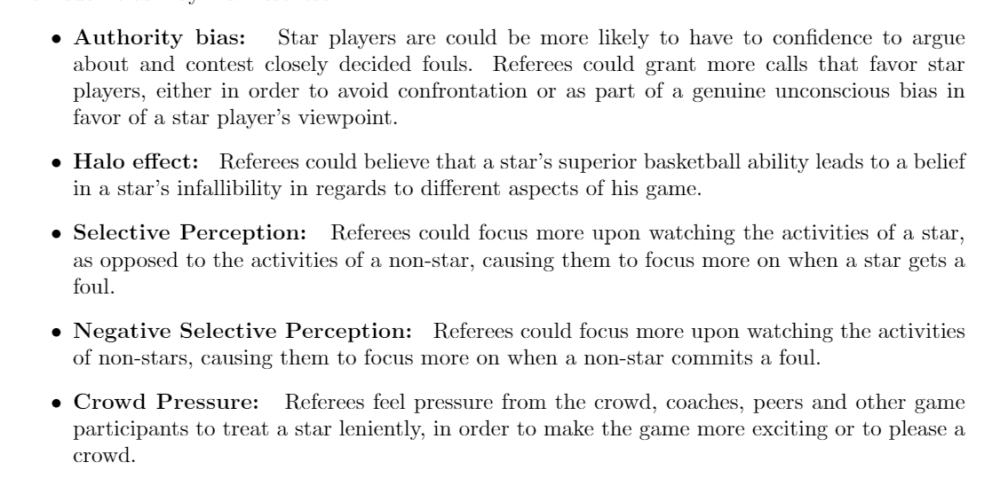 • Authority bias: Star players are could be more likely to have to confidence to argue
about and contest closely decided fouls. Referees could grant more calls that favor star
players, either in order to avoid confrontation or as part of a genuine unconscious bias in
favor of a star player's viewpoint.
• Halo effect: Referees could believe that a star's superior basketball ability leads to a belief
in a star's infallibility in regards to different aspects of his game.
• Selective Perception: Referees could focus more upon watching the activities of a star,
as opposed to the activities of a non-star, causing them to focus more on when a star gets a
foul.
• Negative Selective Perception: Referees could focus more upon watching the activities
of non-stars, causing them to focus more on when a non-star commits a foul.
• Crowd Pressure: Referees feel pressure from the crowd, coaches, peers and other game
participants to treat a star leniently, in order to make the game more exciting or to please a
crowd.